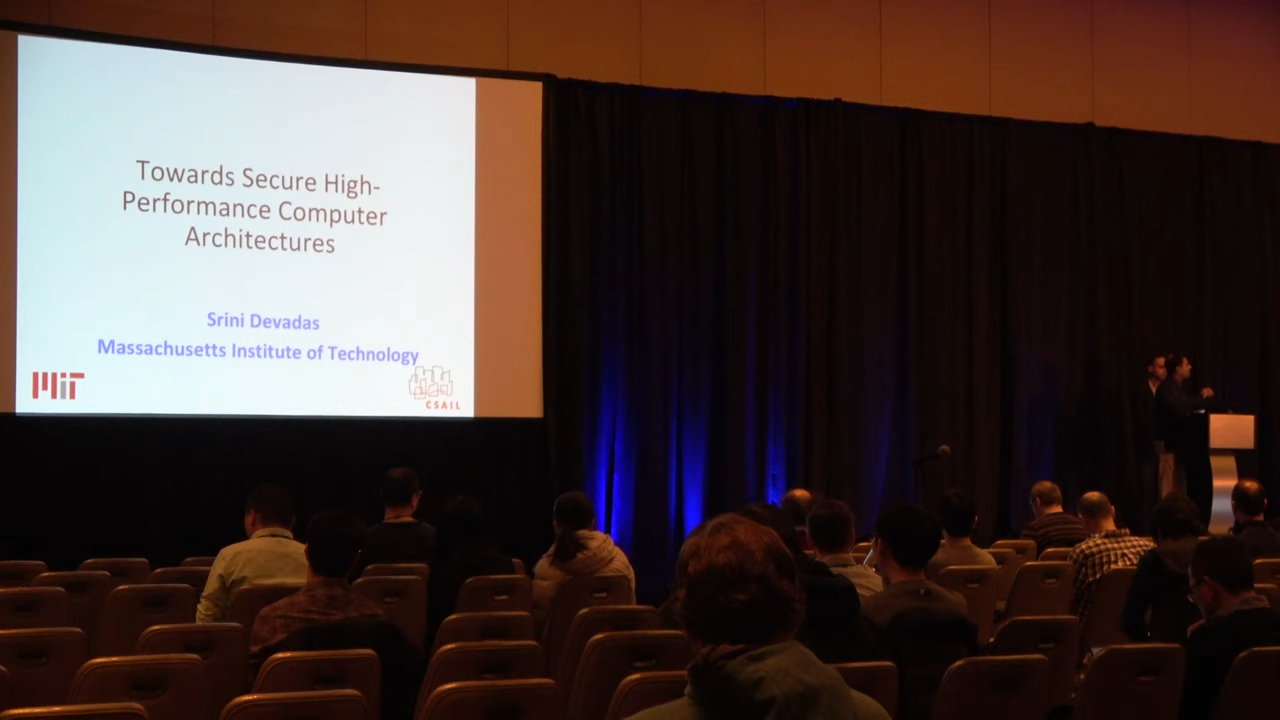 Towards Secure High-
Performance Computer
Architectures
Srini Devadas
Massachusetts Institute of Technology
MIT
CSAIL